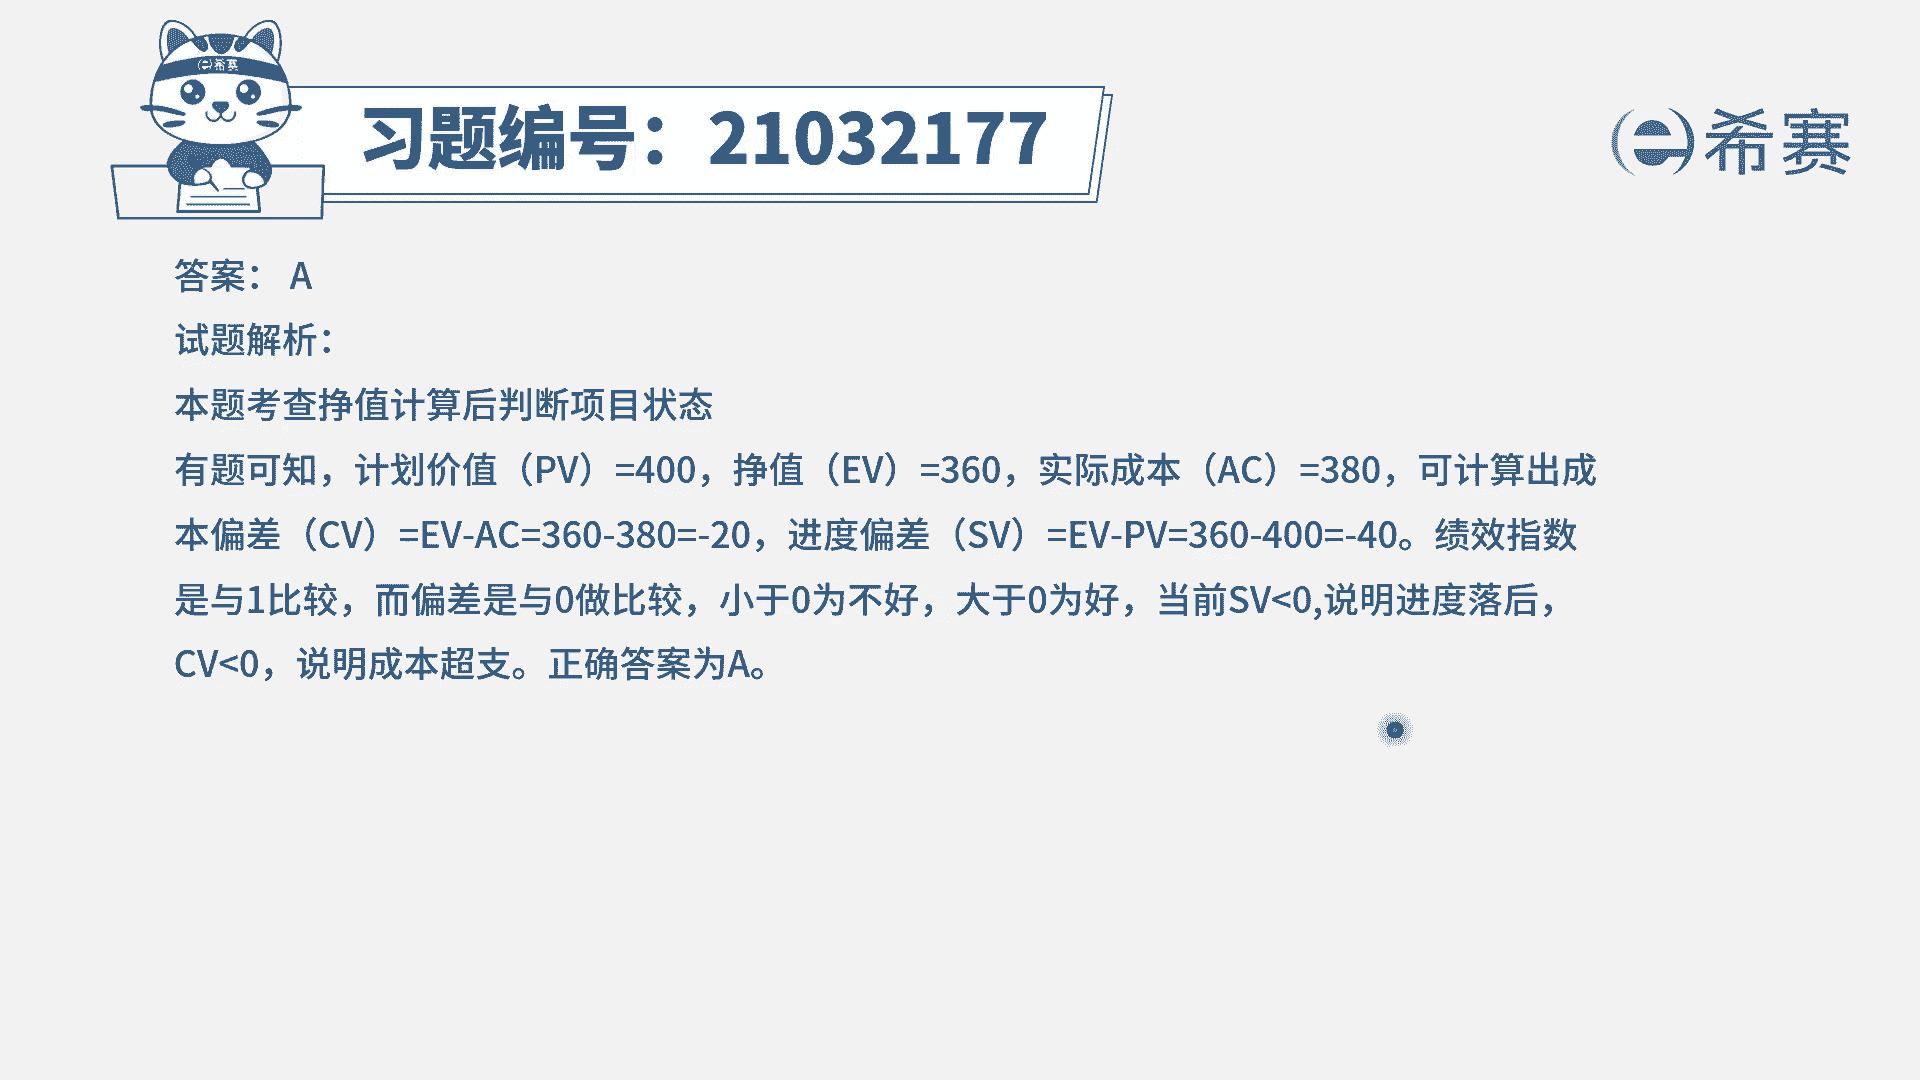 希赛
习题编号：21032177
希赛
答案： A
试题解析：
本题考查挣值计算后判断项目状态
有题可知，计划价值（PV）=400，挣值（EV）=360，实际成本（AC）=380，可计算出成
本偏差（CV）=EV-AC=360-380=-20，进度偏差（SV）=EV-PV=360-400=-40。绩效指数
是与1比较，而偏差是与0做比较，小于0为不好，大于0为好，当前SV<0,说明进度落后，
CV<0，说明成本超支。正确答案为A。